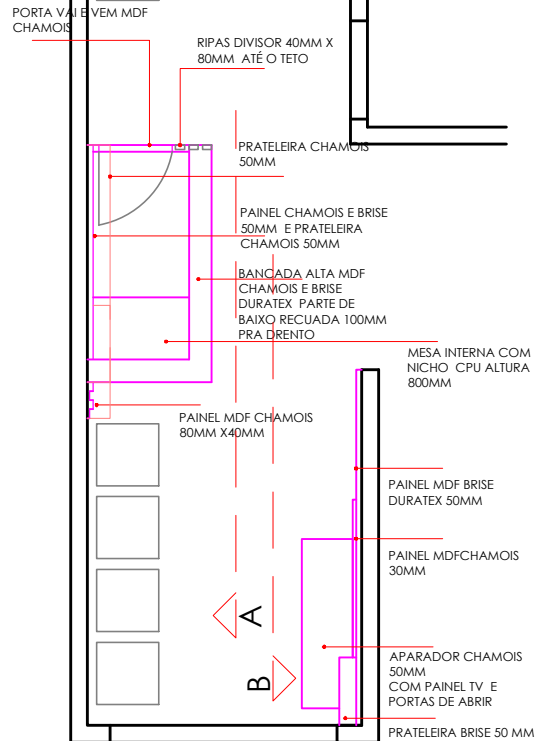 PORTA VAI E VEM MDF
CHAMOIS
RIPAS DIVISOR 40MM X
80MM  ATÉ O TETO
PRATELEIRA CHAMOIS
50MM
PAINEL CHAMOIS E BRISE
50MM  E PRATELEIRA
CHAMOIS 50MM
BANCADA ALTA MDF
CHAMOIS E BRISE
DURATEX  PARTE DE
BAIXO RECUADA 100MM
PRA DRENTO
MESA INTERNA COM
NICHO  CPU ALTURA
800MM
PAINEL MDF CHAMOIS
80MM X40MM
PAINEL MDF BRISE
DURATEX 50MM
PAINEL MDFCHAMOIS
30MM
A
B
APARADOR CHAMOIS
50MM
COM PAINEL TV  E
PORTAS DE ABRIR
PRATELEIRA BRISE 50 MM